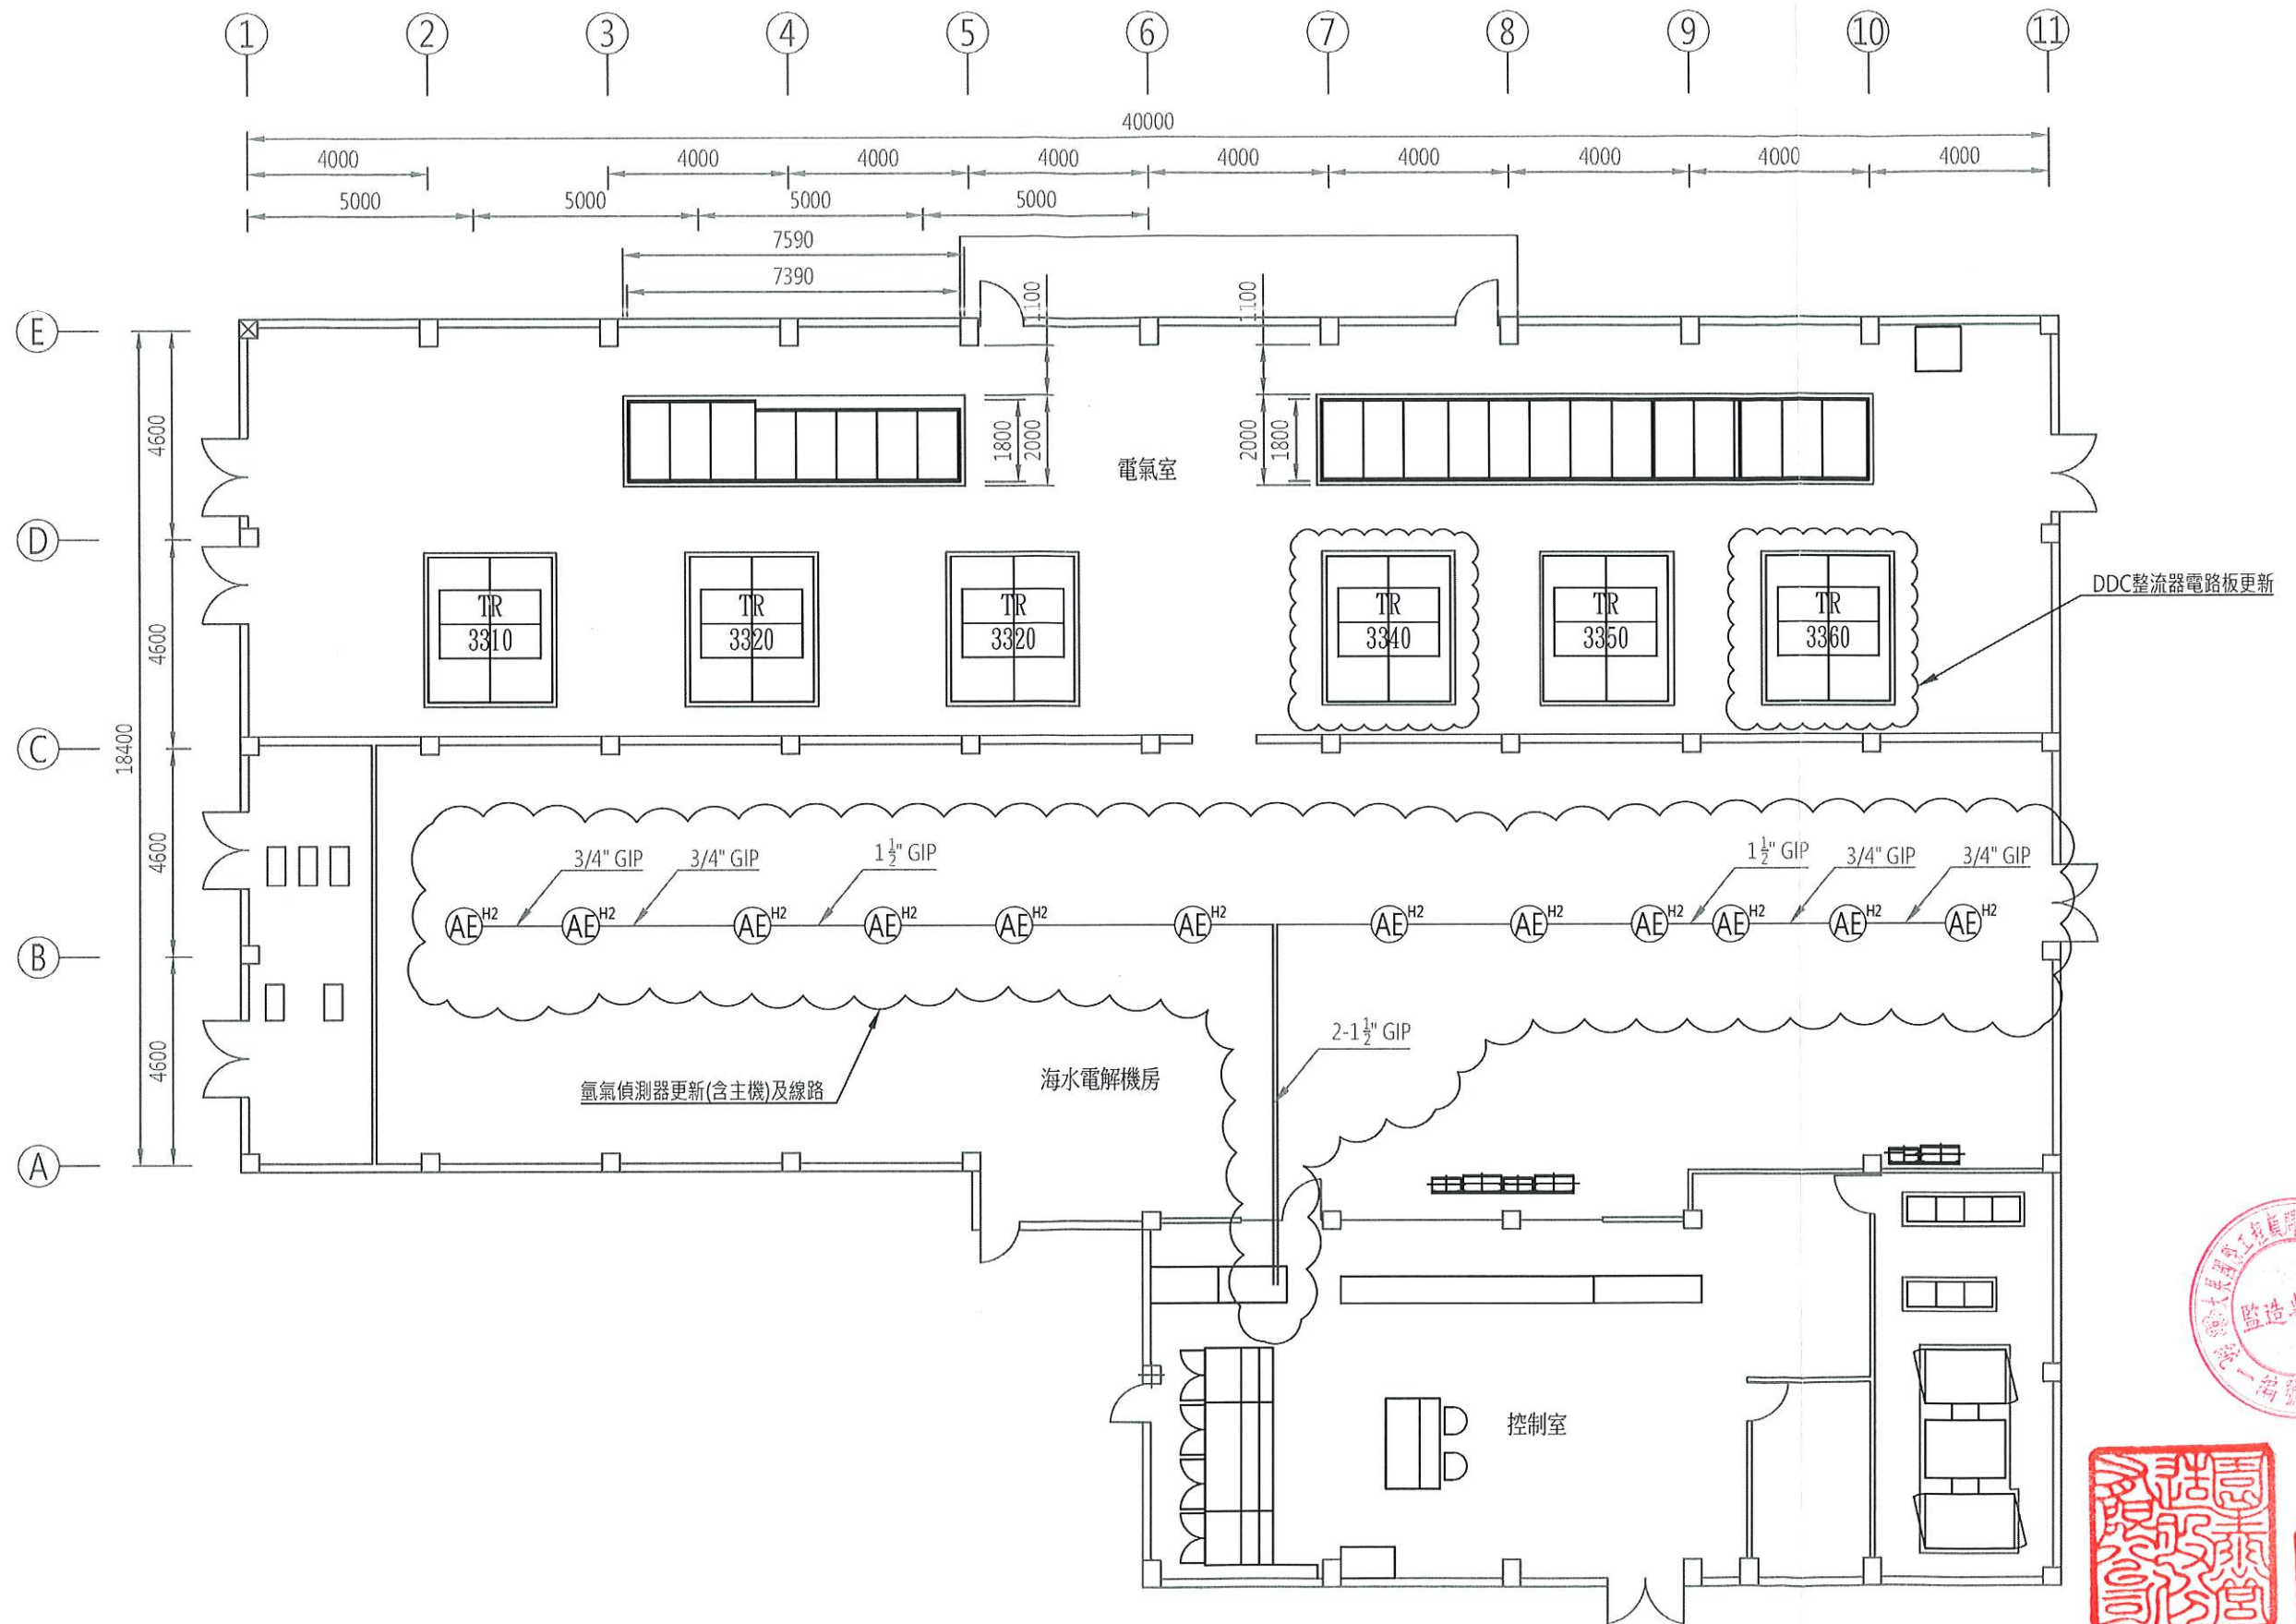 1 2 3 4 5 6 7 8 9 10 11
40000
4000 4000 4000 4000 4000 4000 4000 4000 4000
5000 5000 5000 5000
7590
7390
1100 1100
E
4600
1800 2000
電氣室
2000 1800
D
DDC整流器電路板更新
TR TR TR TR TR TR
3310 3320 3320 3340 3350 3360
4600
C
18400
4600
3/4" GIP 3/4" GIP 1½" GIP 1½" GIP 3/4" GIP 3/4" GIP
AE H2 AE H2 AE H2 AE H2 AE H2 AE H2 AE H2 AE H2 AE H2 AE H2 AE H2 AE H2
B
4600
2-1½" GIP
海水電解機房
氫氣偵測器更新(含主機)及線路
A
監造
控制室